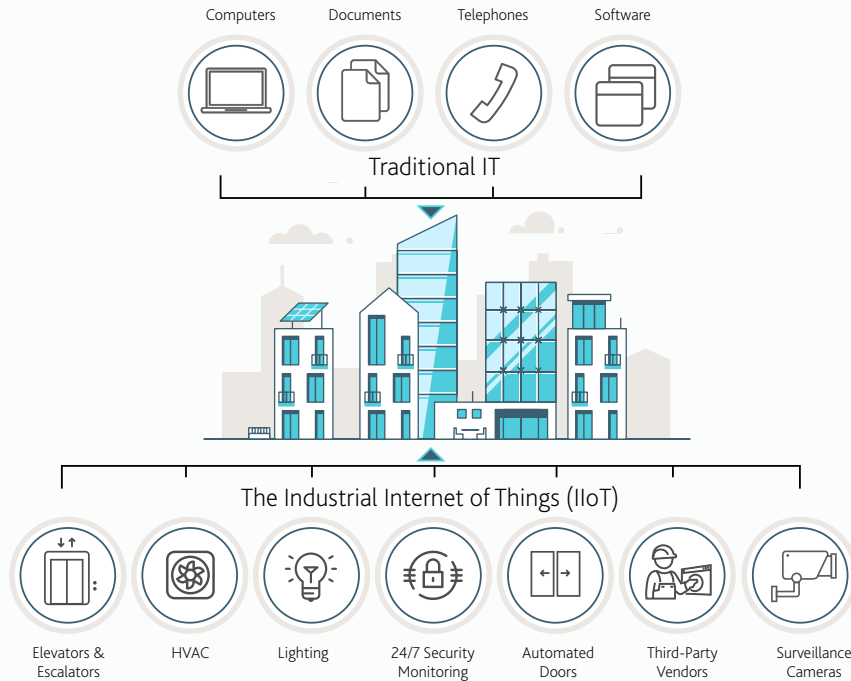 Computers
Documents
Telephones
Software
Traditional IT
The Industrial Internet of Things (IIoT)
Elevators &
Escalators
HVAC
Lighting
24/7 Security
Monitoring
Automated
Doors
Third-Party
Vendors
Surveillance
Cameras